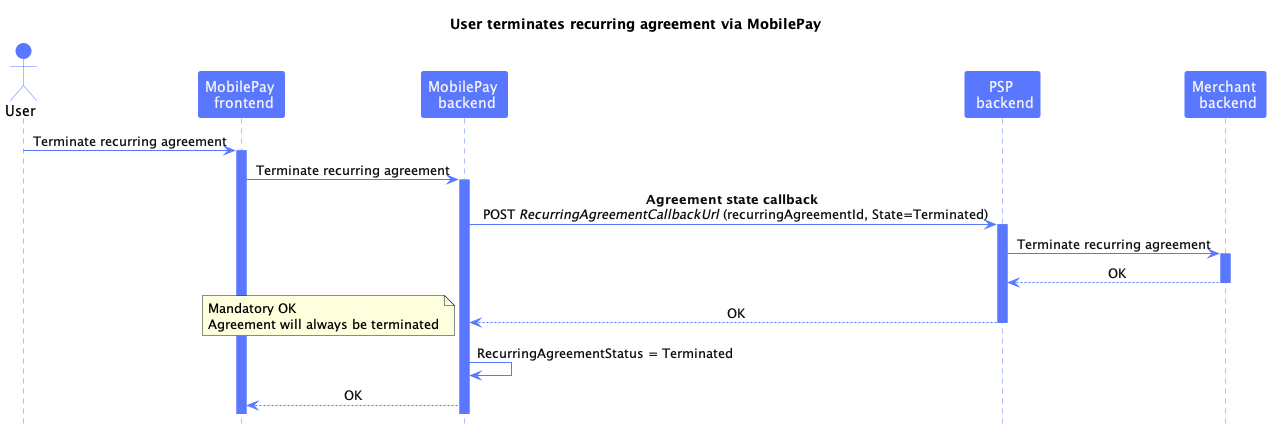 User terminates recurring agreement via MobilePay
MobilePay
frontend
MobilePay
backend
PSP
backend
Merchant
backend
User
Terminate recurring agreement
Terminate recurring agreement
Agreement state callback
POST RecurringAgreementCallbackUrl (recurringAgreementId, State=Terminated)
Terminate recurring agreement
OK
Mandatory OK
Agreement will always be terminated
OK
RecurringAgreementStatus = Terminated
OK